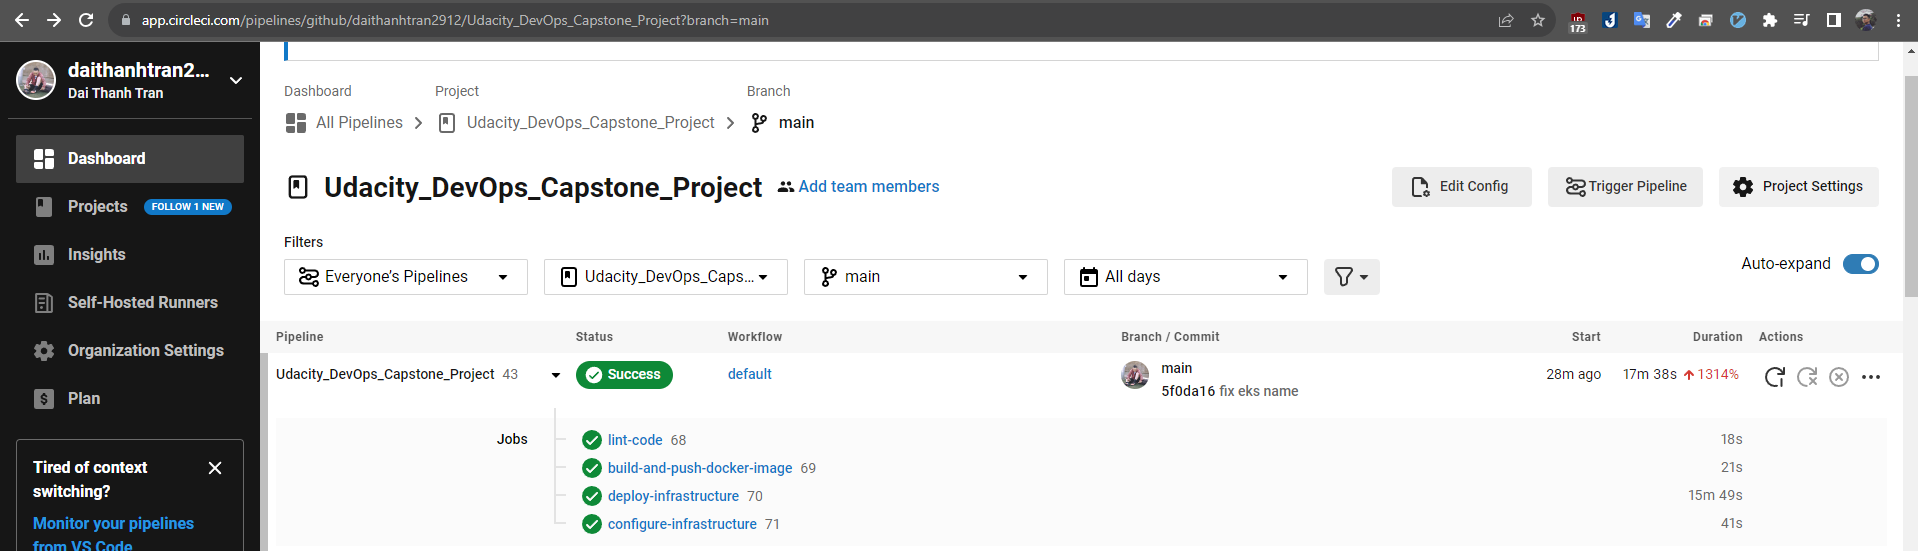 app.circleci.com/pipelines/github/daithanhtran2912/Udacity_DevOps_Capstone_Project?branch=main
173
daithanhtran2...
Dai Thanh Tran
Dashboard
Projects FOLLOW 1 NEW
Insights
Self-Hosted Runners
Organization Settings
Plan
Tired of context
switching?
Monitor your pipelines
from VS Code
Dashboard Project Branch
All Pipelines Udacity_DevOps_Capstone_Project main
Udacity_DevOps_Capstone_Project Add team members
Edit Config Trigger Pipeline Project Settings
Filters
Everyone’s Pipelines Udacity_DevOps_Caps... main All days
Auto-expand
Pipeline Status Workflow Branch / Commit Start Duration Actions
Udacity_DevOps_Capstone_Project 43 Success default main 28m ago 17m 38s 1314%
5f0da16 fix eks name
Jobs
lint-code 68 18s
build-and-push-docker-image 69 21s
deploy-infrastructure 70 15m 49s
configure-infrastructure 71 41s